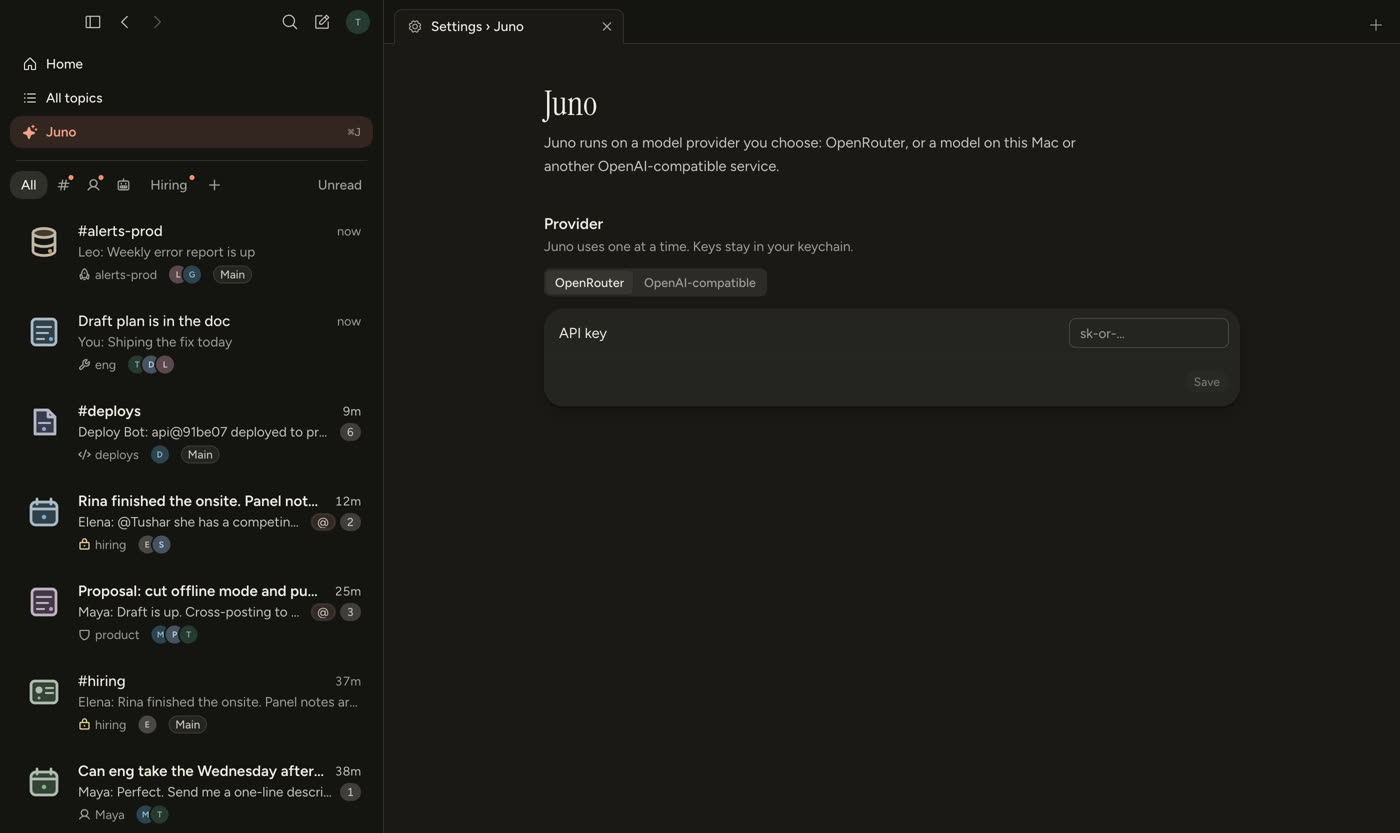 T
Settings › Juno
Home
All topics
Juno
⌘J
All
Hiring
Unread
#alerts-prod
now
Leo: Weekly error report is up
alerts-prod
L
G
Main
Draft plan is in the doc
now
You: Shiping the fix today
eng
T
D
L
#deploys
9m
Deploy Bot: api@91be07 deployed to pr...
6
deploys
D
Main
Rina finished the onsite. Panel not...
12m
Elena: @Tushar she has a competin...
@
2
hiring
E
S
Proposal: cut offline mode and pu...
25m
Maya: Draft is up. Cross-posting to ...
@
3
product
M
P
T
#hiring
37m
Elena: Rina finished the onsite. Panel notes ar...
hiring
E
Main
Can eng take the Wednesday after...
38m
Maya: Perfect. Send me a one-line descri...
1
Maya
M
T
Juno
Juno runs on a model provider you choose: OpenRouter, or a model on this Mac or
another OpenAI-compatible service.
Provider
Juno uses one at a time. Keys stay in your keychain.
OpenRouter
OpenAI-compatible
API key
sk-or-...
Save